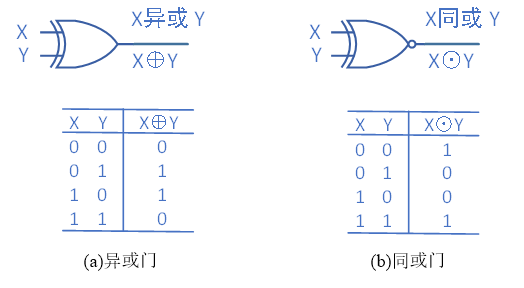 X异或 Y
X
Y
X⊕Y
X Y X⊕Y
0 0 0
0 1 1
1 0 1
1 1 0
(a)异或门
X同或 Y
X
Y
X⊙Y
X Y X⊙Y
0 0 1
0 1 0
1 0 0
1 1 1
(b)同或门